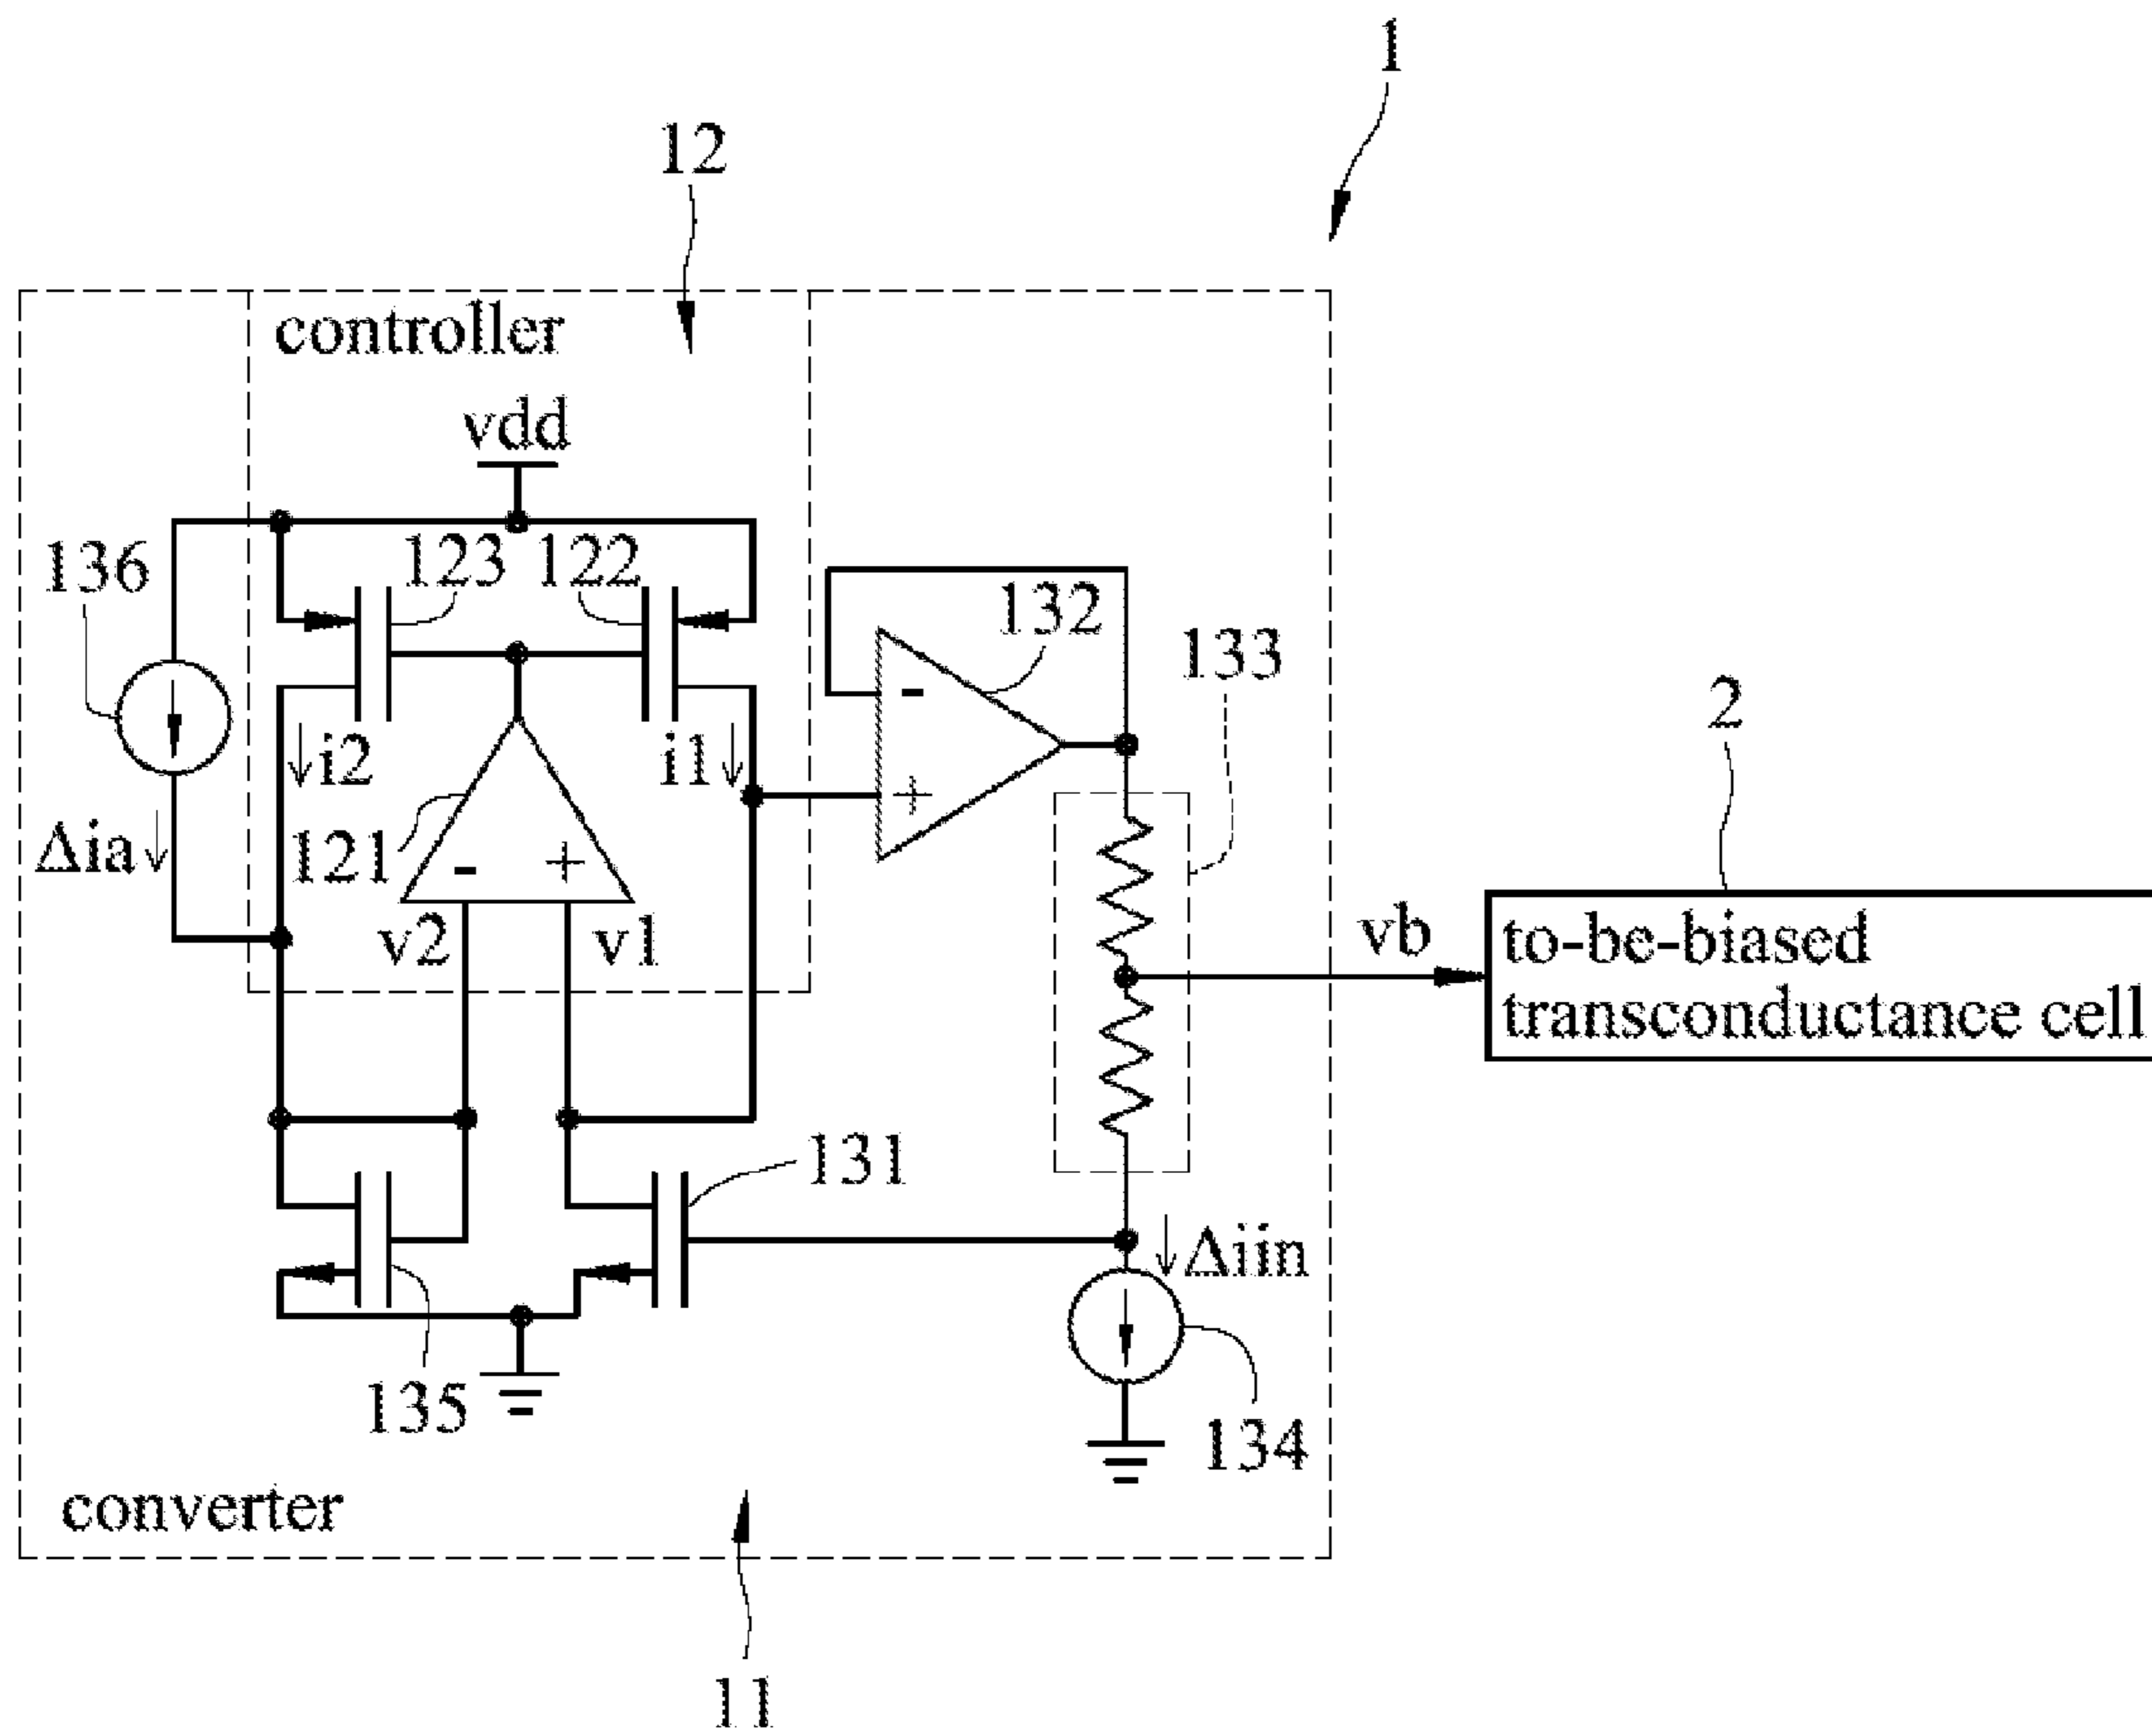 1
12
controller
vdd
136
123
122
132
133
2
i2
i1
-
+
Δia
121
-
+
v2
v1
vb
to-be-biased
transconductance cell
131
Δiin
135
134
converter
11